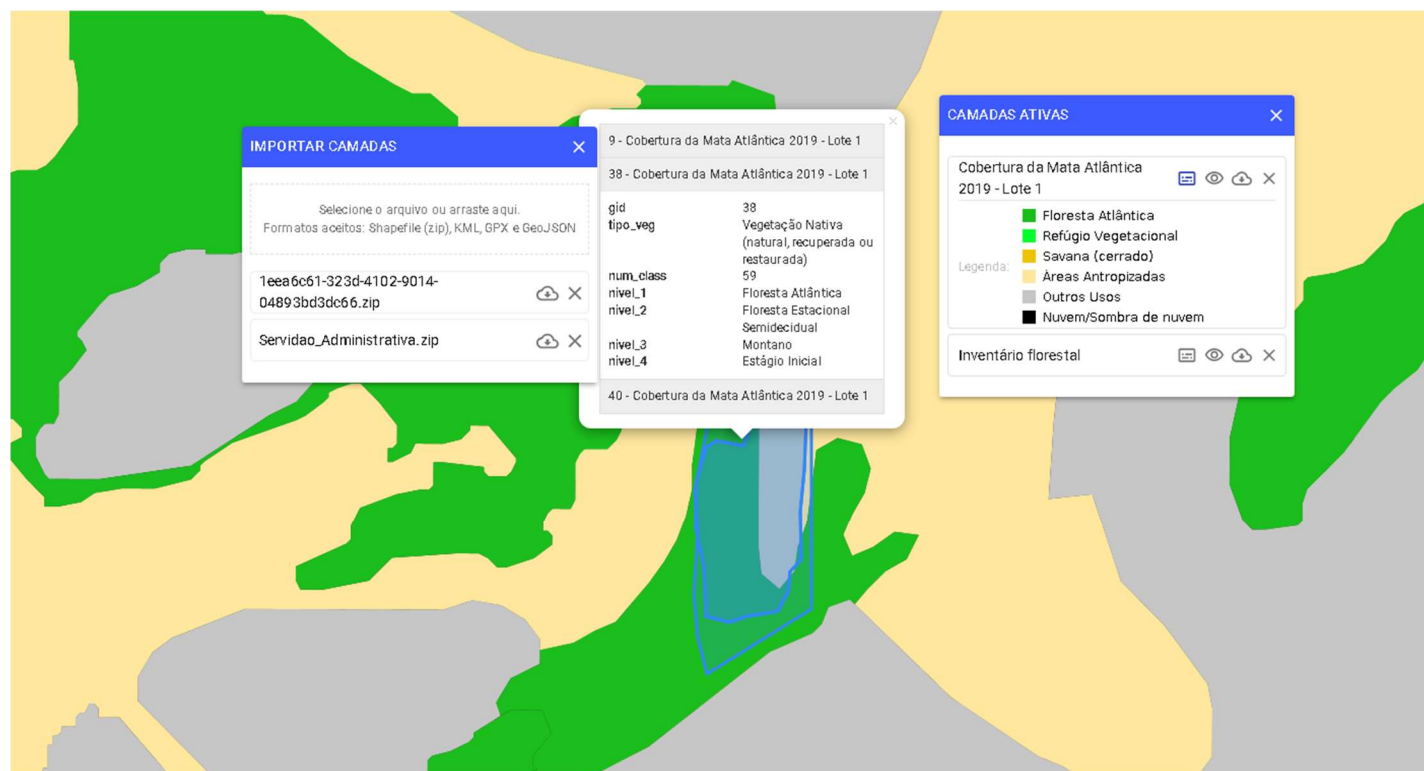 IMPORTAR CAMADAS
Selecione o arquivo ou arraste aqui.
Formatos aceitos: Shapefile (zip), KML, GPX e GeoJSON
1eea6c61-323d-4102-9014-
04893bd3dc66.zip
Servidao_Administrativa.zip
9 - Cobertura da Mata Atlântica 2019 - Lote 1
38 - Cobertura da Mata Atlântica 2019 - Lote 1
gid 38
tipo_veg Vegetação Nativa
(natural, recuperada ou
restaurada)
num_class 59
nivel_1 Floresta Atlântica
nivel_2 Floresta Estacional
Semidecidual
nivel_3 Montano
nivel_4 Estágio Inicial
40 - Cobertura da Mata Atlântica 2019 - Lote 1
CAMADAS ATIVAS
Cobertura da Mata Atlântica
2019 - Lote 1
Legenda:
Floresta Atlântica
Refúgio Vegetacional
Savana (cerrado)
Áreas Antropizadas
Outros Usos
Nuvem/Sombra de nuvem
Inventário florestal